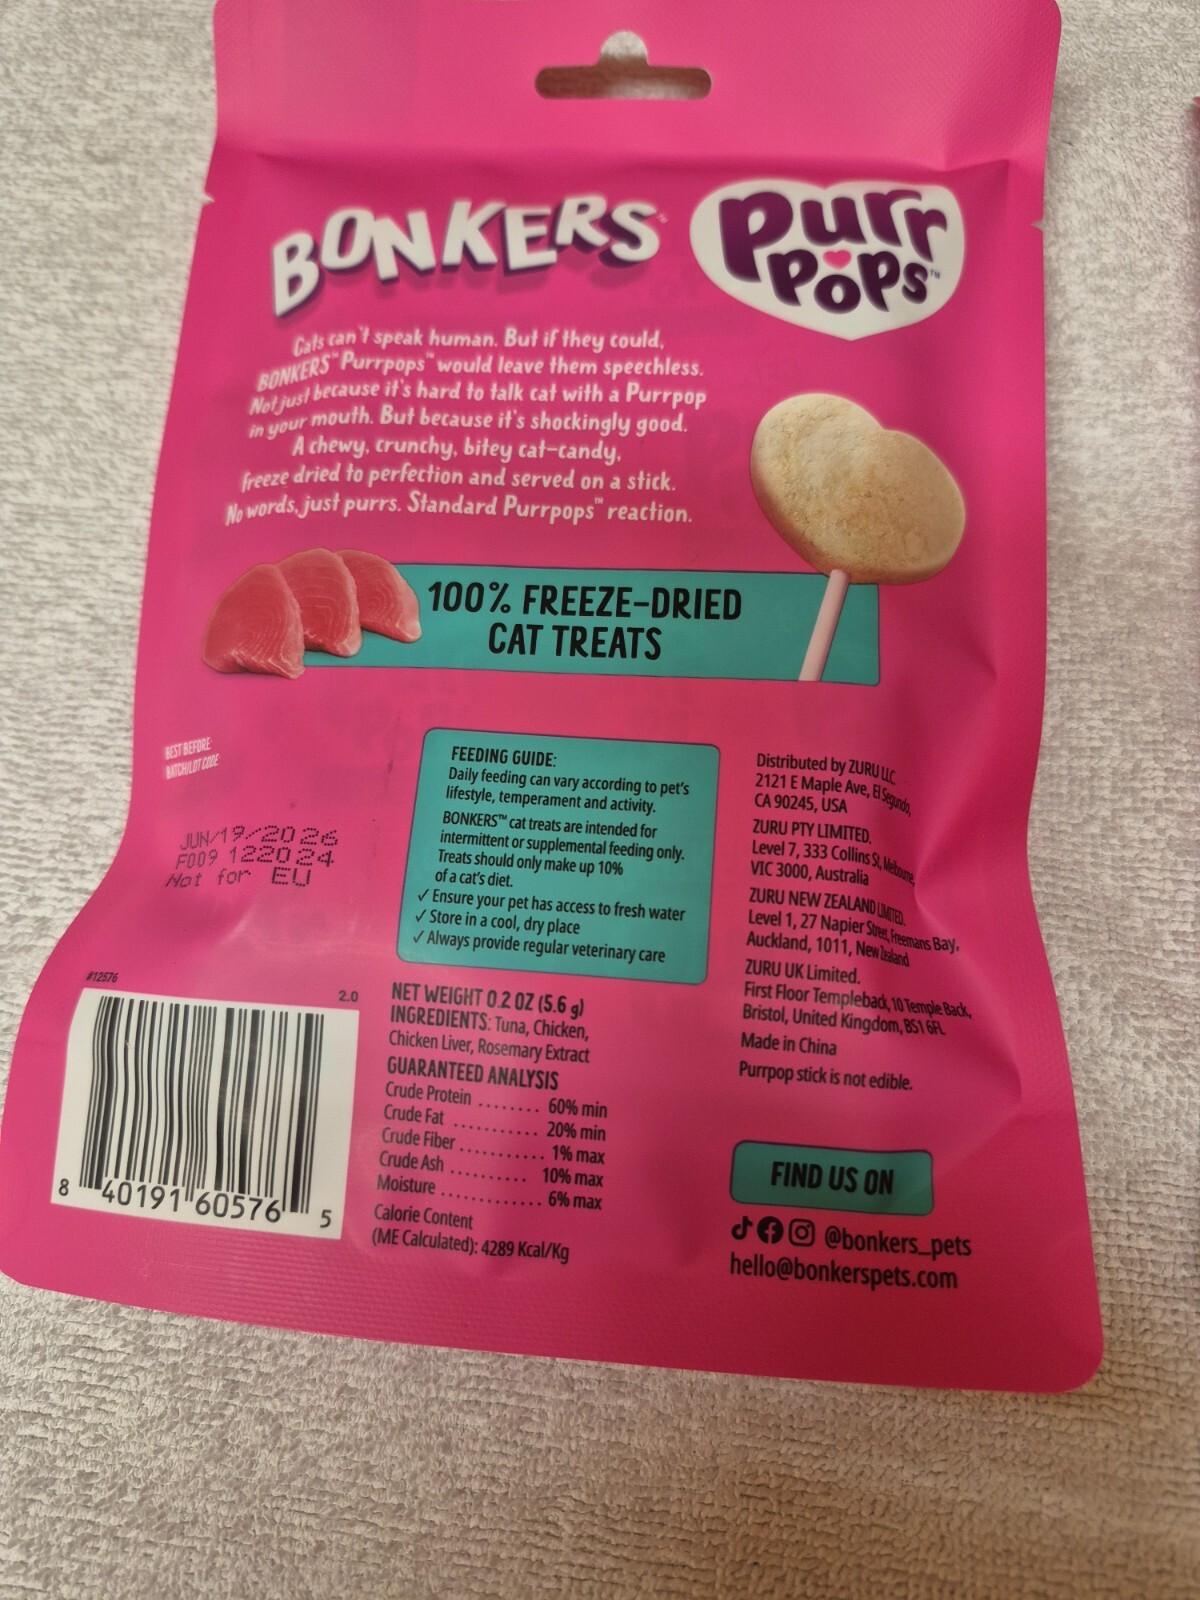 BONKERS™
Purr
Pops™
Cats can't speak human. But if they could,
BONKERS™ Purrpops™ would leave them speechless.
Not just because it's hard to talk cat with a Purrpop
in your mouth. But because it's shockingly good.
A chewy, crunchy, bitey cat-candy,
freeze dried to perfection and served on a stick.
No words, just purrs. Standard Purrpops™ reaction.
100% FREEZE-DRIED
CAT TREATS
BEST BEFORE:
BATCH/LOT CODE:
JUN/19/2026
F009 122024
Not for EU
#12576
2.0
8 40191 60576 5
FEEDING GUIDE:
Daily feeding can vary according to pet's
lifestyle, temperament and activity.
BONKERS™ cat treats are intended for
intermittent or supplemental feeding only.
Treats should only make up 10%
of a cat's diet.
✓ Ensure your pet has access to fresh water
✓ Store in a cool, dry place
✓ Always provide regular veterinary care
NET WEIGHT 0.2 OZ (5.6 g)
INGREDIENTS: Tuna, Chicken,
Chicken Liver, Rosemary Extract
GUARANTEED ANALYSIS
Crude Protein ........ 60% min
Crude Fat ........... 20% min
Crude Fiber ........... 1% max
Crude Ash .......... 10% max
Moisture ............. 6% max
Calorie Content
(ME Calculated): 4289 Kcal/Kg
Distributed by ZURU LLC.
2121 E Maple Ave, El Segundo,
CA 90245, USA
ZURU PTY LIMITED.
Level 7, 333 Collins St, Melbourne,
VIC 3000, Australia
ZURU NEW ZEALAND LIMITED.
Level 1, 27 Napier Street, Freemans Bay,
Auckland, 1011, New Zealand
ZURU UK Limited.
First Floor Templeback, 10 Temple Back,
Bristol, United Kingdom, BS1 6FL
Made in China
Purrpop stick is not edible.
FIND US ON
@bonkers_pets
hello@bonkerspets.com